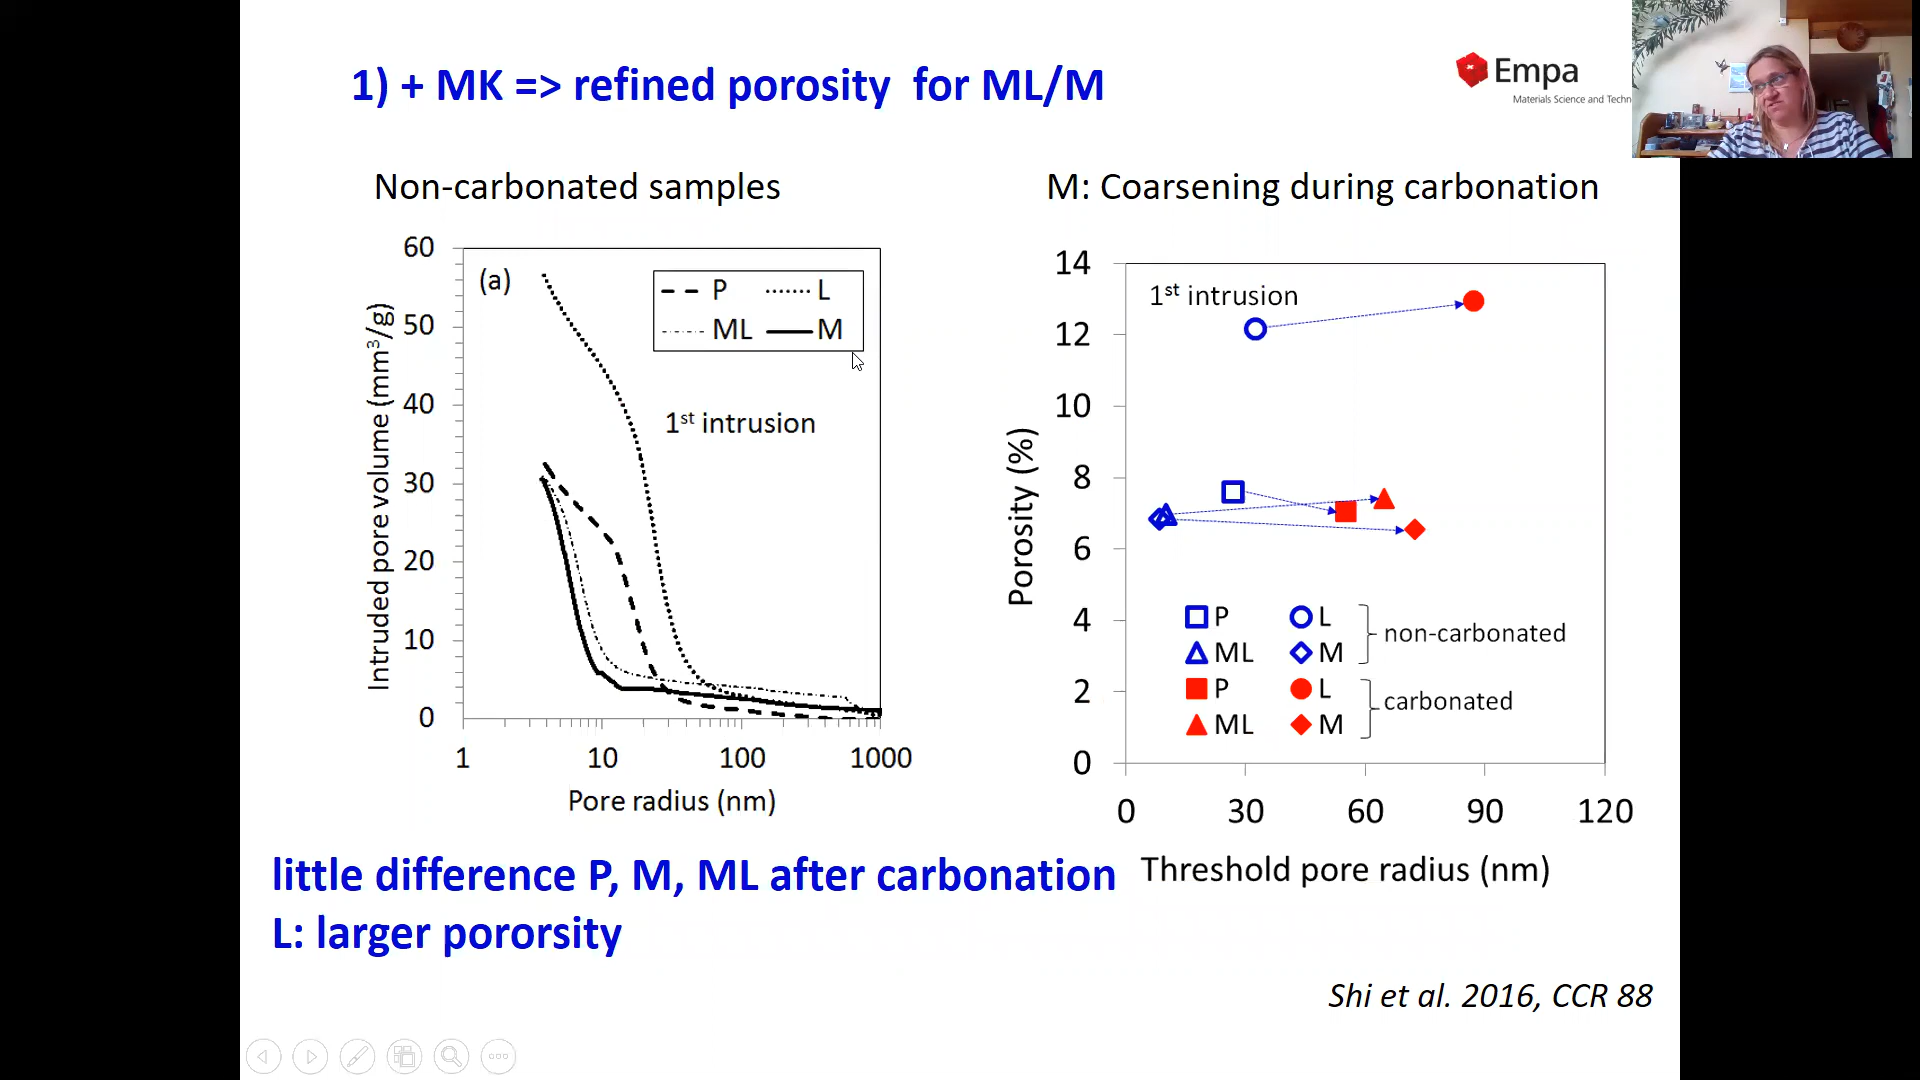 1) + MK => refined porosity for ML/M
Empa
Materials Science and Techn
Non-carbonated samples
60
50
40
30
20
10
0
Intruded pore volume (mm³/g)
(a)
P
L
ML
M
1st intrusion
1
10
100
1000
Pore radius (nm)
M: Coarsening during carbonation
14
12
10
8
6
4
2
0
Porosity (%)
1st intrusion
P
L
ML
M
non-carbonated
P
L
ML
M
carbonated
0
30
60
90
120
Threshold pore radius (nm)
little difference P, M, ML after carbonation
L: larger pororsity
Shi et al. 2016, CCR 88